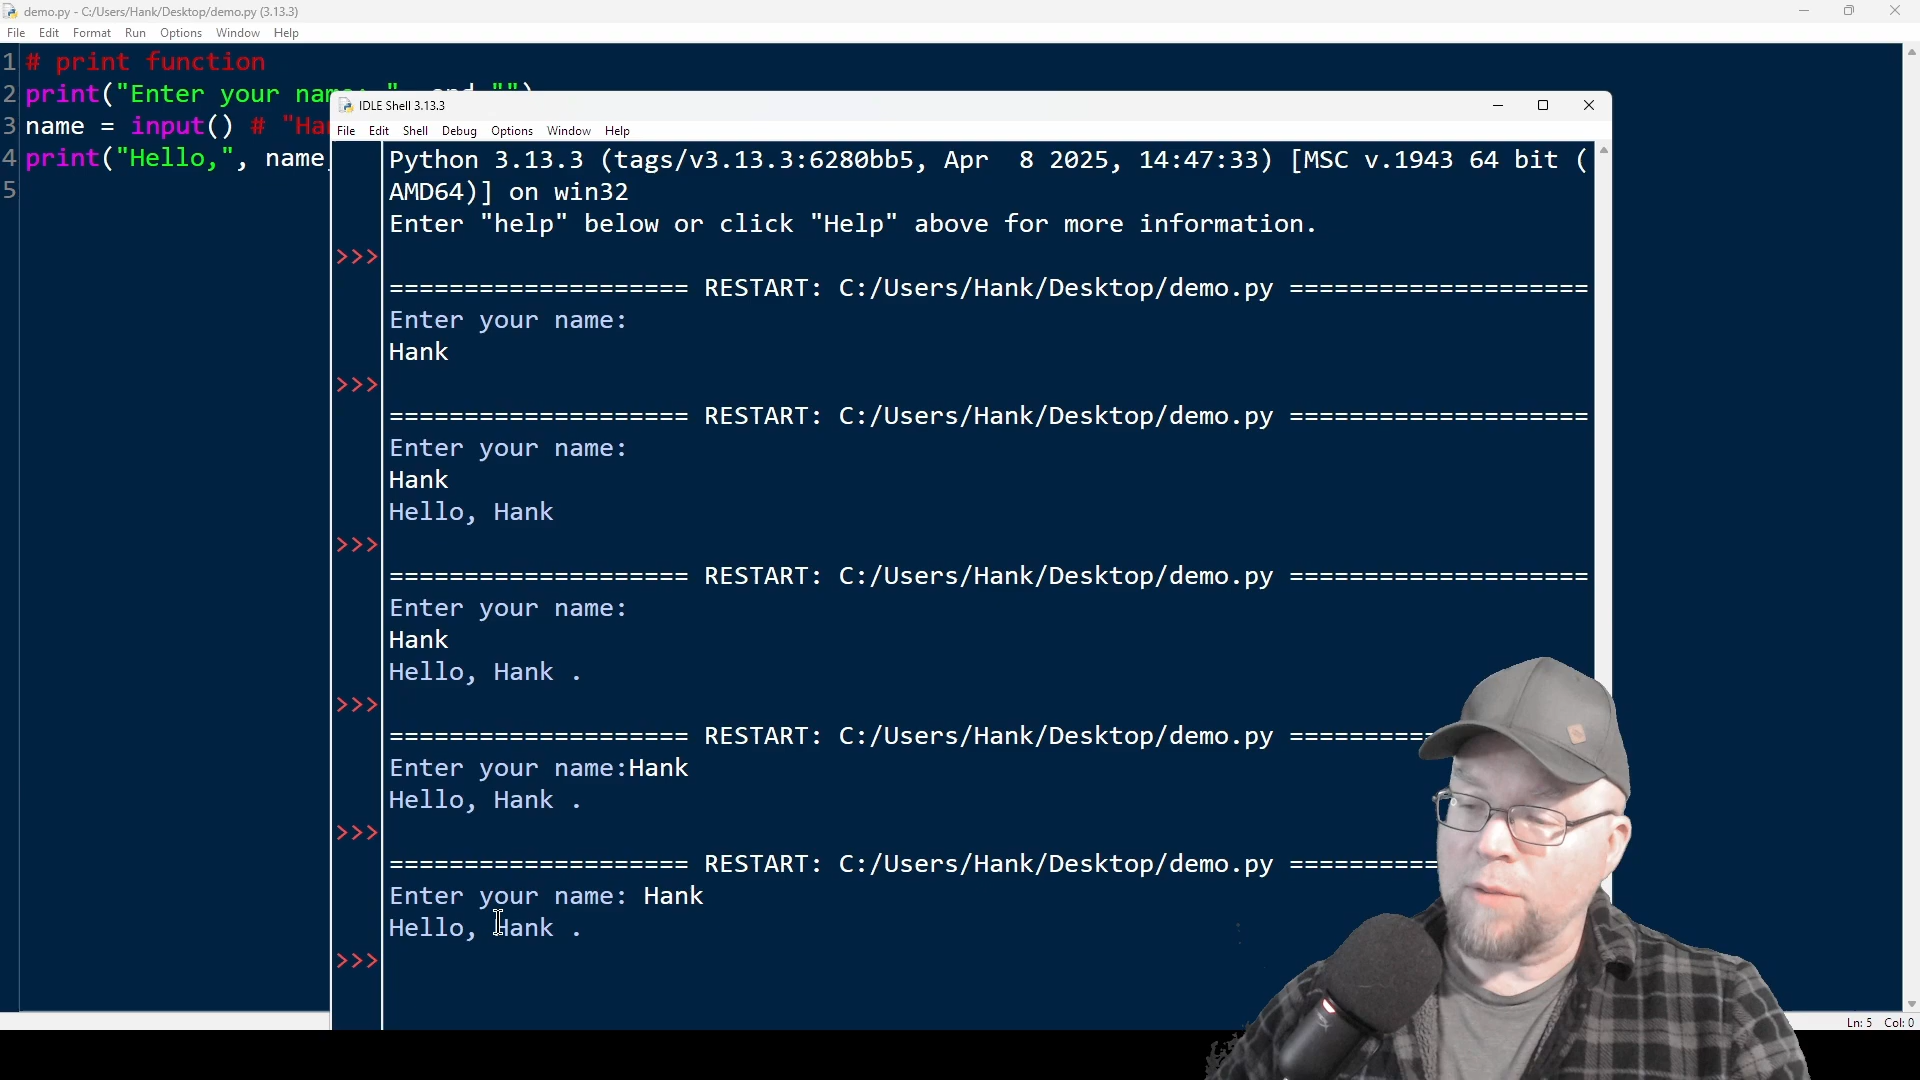 demo.py - C:/Users/Hank/Desktop/demo.py (3.13.3)
File Edit Format Run Options Window Help
1 # print function
2 print("Enter your
3 name = input() #
4 print("Hello,", name
5
IDLE Shell 3.13.3
File Edit Shell Debug Options Window Help
Python 3.13.3 (tags/v3.13.3:6280bb5, Apr  8 2025, 14:47:33) [MSC v.1943 64 bit (
AMD64)] on win32
Enter "help" below or click "Help" above for more information.
>>>
==================== RESTART: C:/Users/Hank/Desktop/demo.py ====================
Enter your name:
Hank
>>>
==================== RESTART: C:/Users/Hank/Desktop/demo.py ====================
Enter your name:
Hank
Hello, Hank
>>>
==================== RESTART: C:/Users/Hank/Desktop/demo.py ====================
Enter your name:
Hank
Hello, Hank .
>>>
==================== RESTART: C:/Users/Hank/Desktop/demo.py ==========
Enter your name:Hank
Hello, Hank .
>>>
==================== RESTART: C:/Users/Hank/Desktop/demo.py ==========
Enter your name: Hank
Hello, Hank .
>>>
Ln: 5 Col: 0